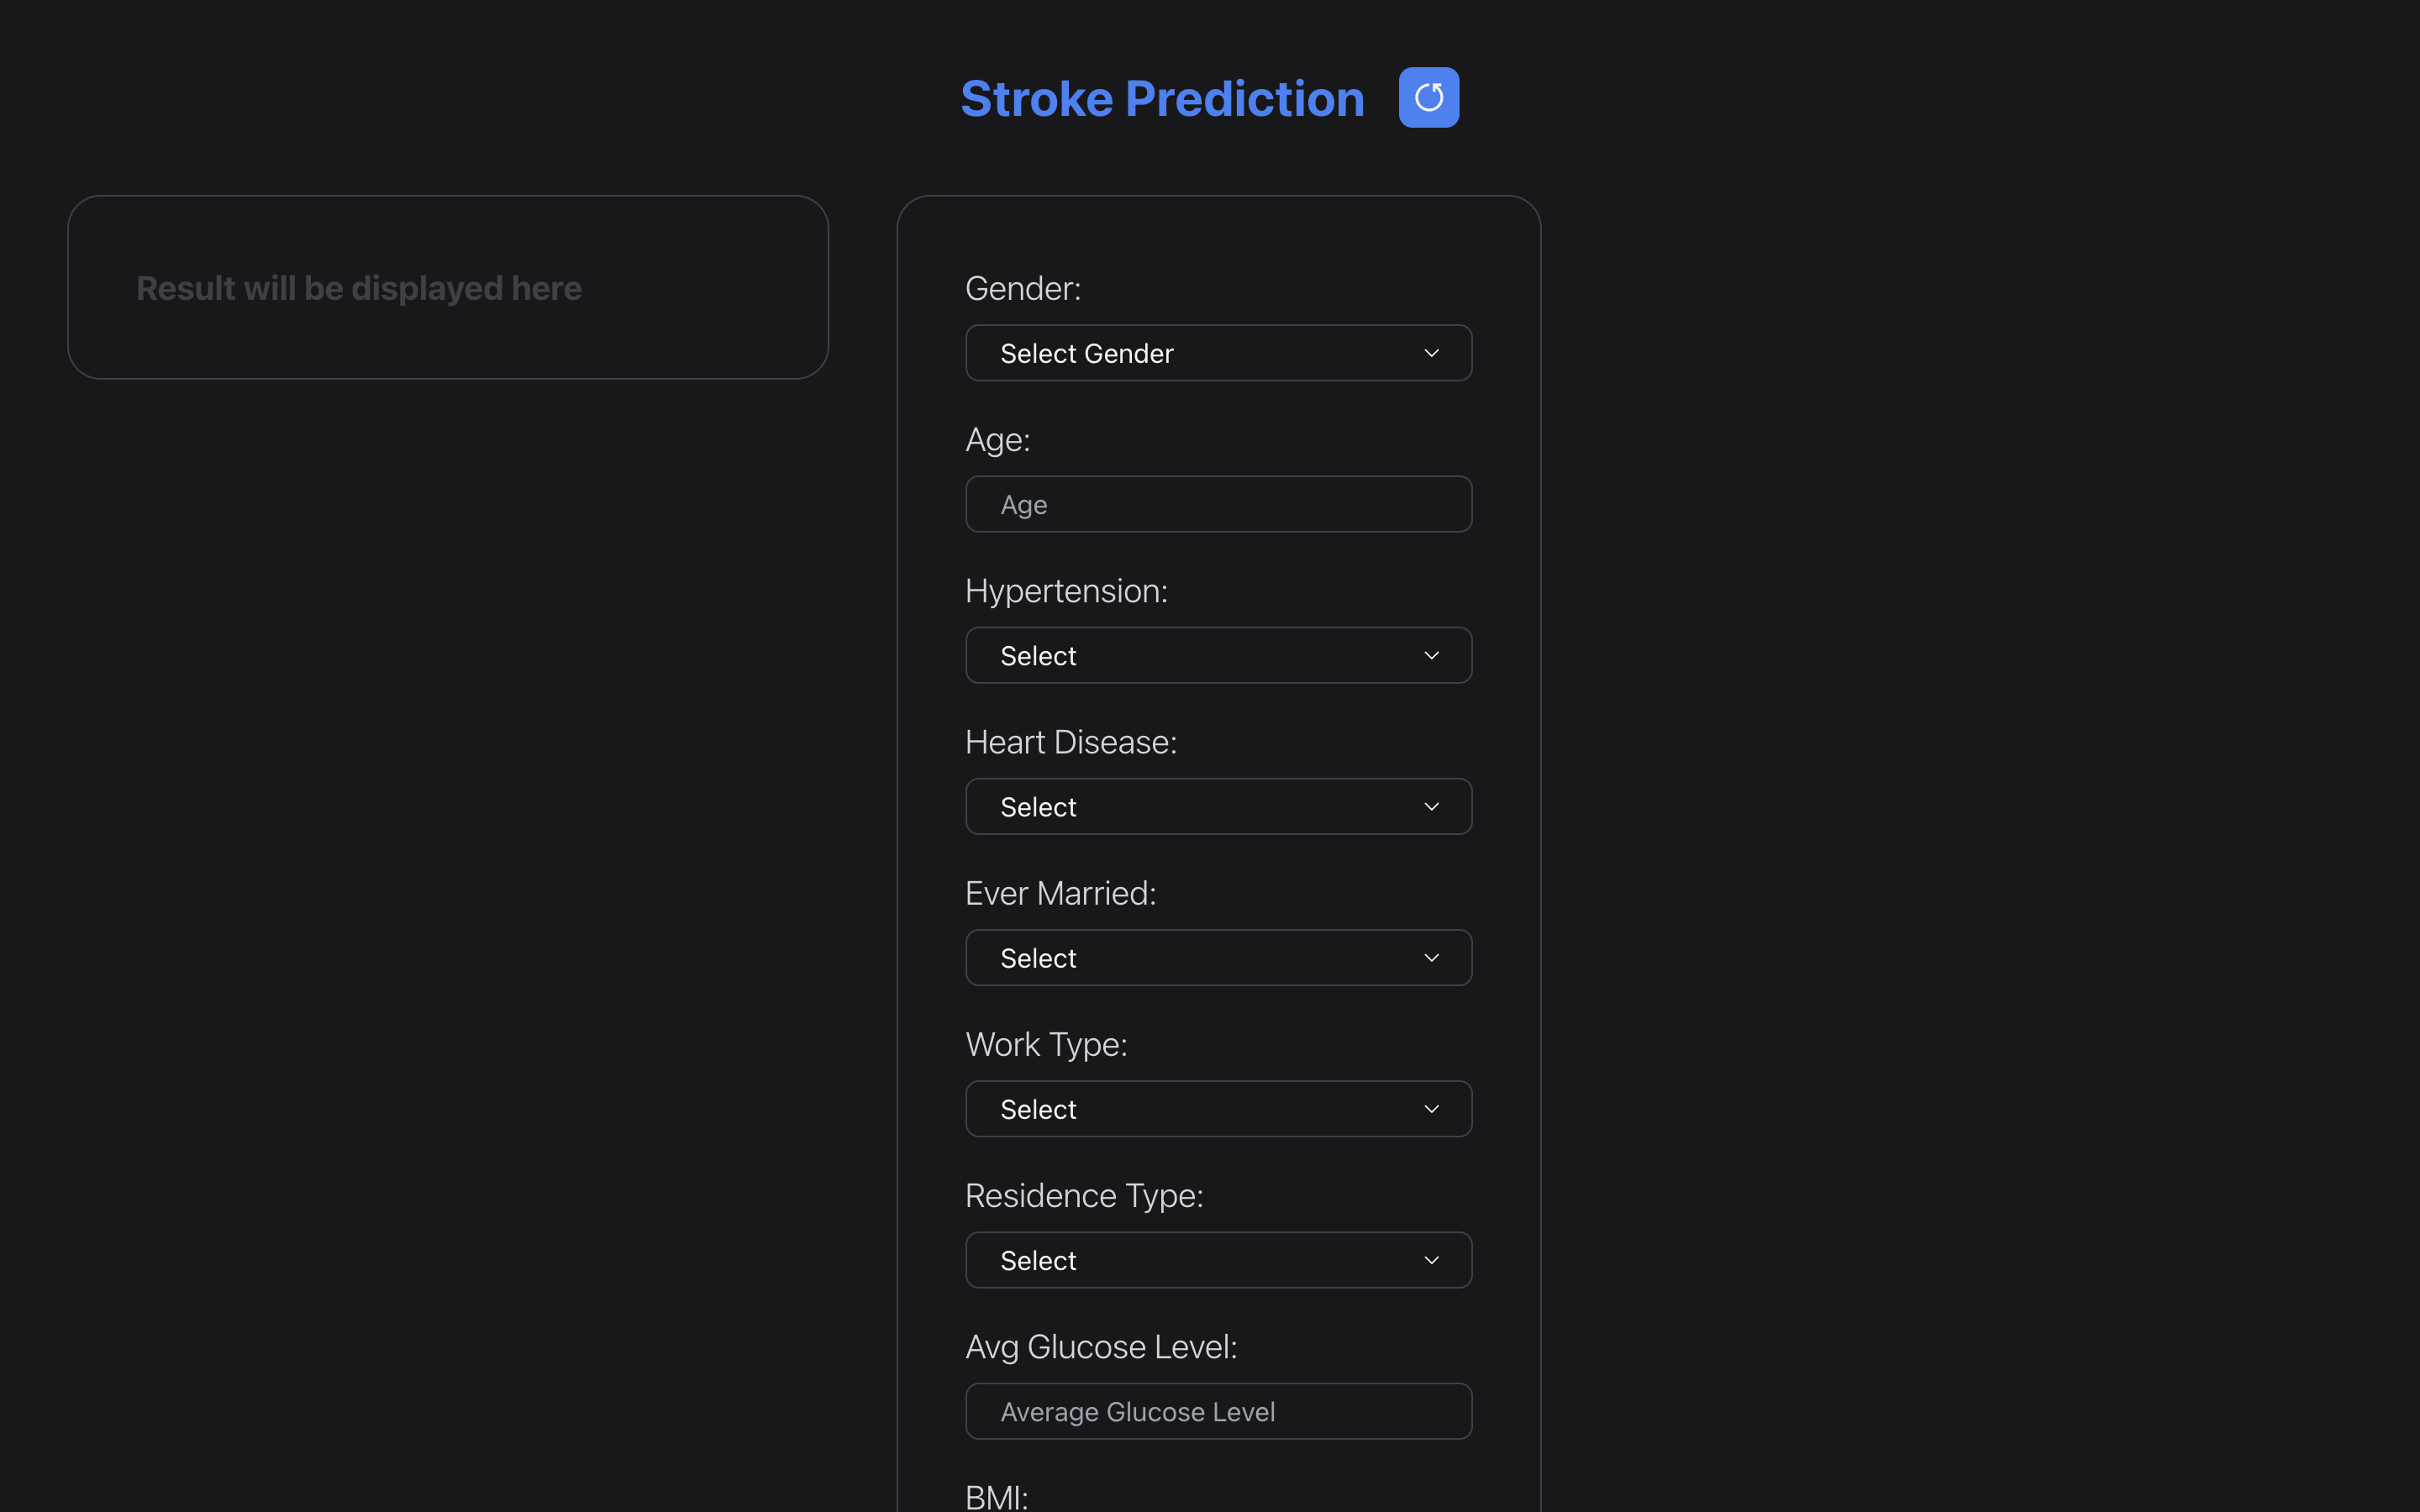 Stroke Prediction
Result will be displayed here
Gender:
Select Gender
Age:
Age
Hypertension:
Select
Heart Disease:
Select
Ever Married:
Select
Work Type:
Select
Residence Type:
Select
Avg Glucose Level:
Average Glucose Level
BMI: